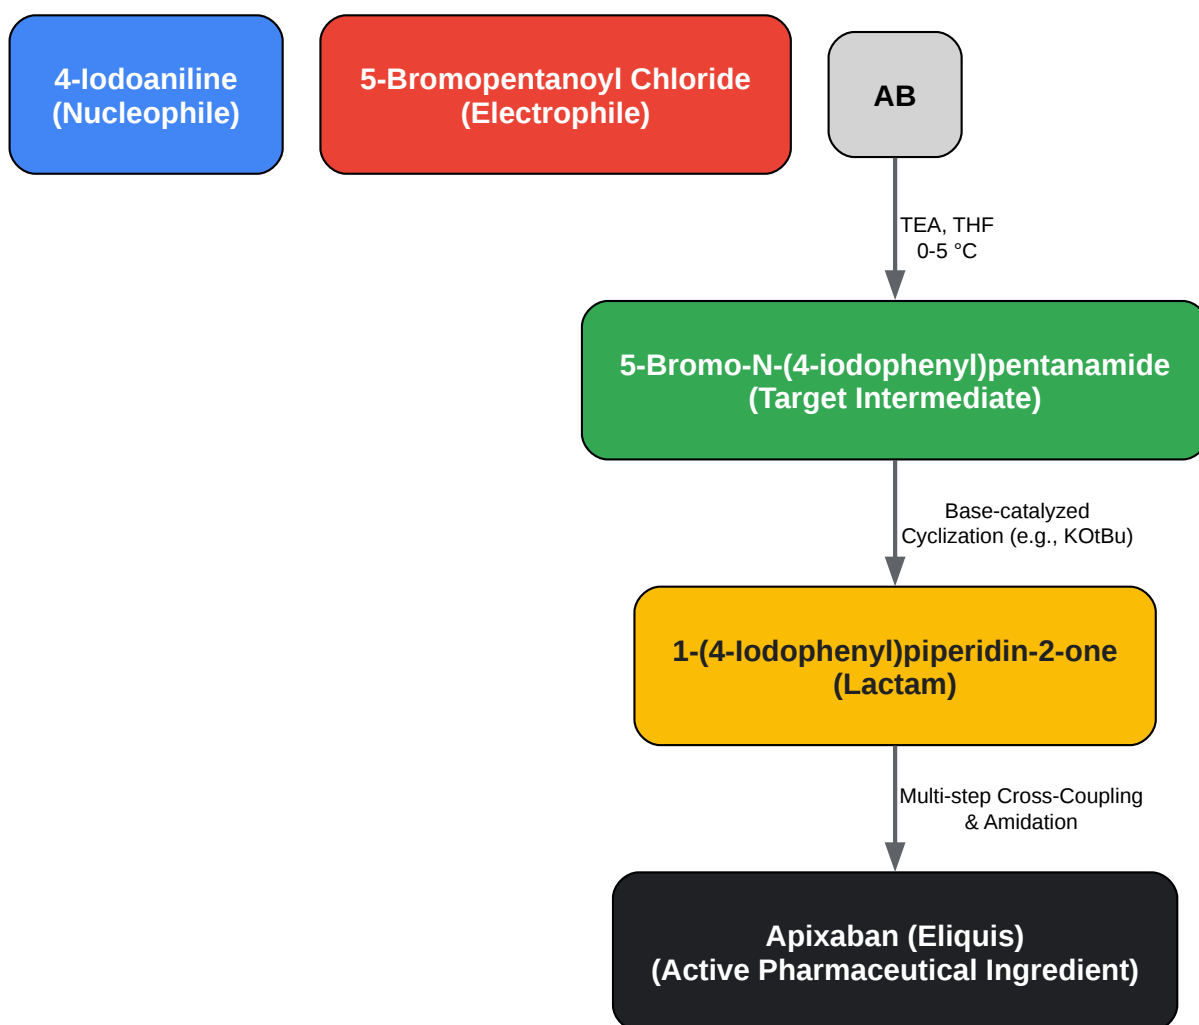 4-Iodoaniline
(Nucleophile)
5-Bromopentanoyl Chloride
(Electrophile)
AB
TEA, THF
0-5 °C
5-Bromo-N-(4-iodophenyl)pentanamide
(Target Intermediate)
Base-catalyzed
Cyclization (e.g., KOtBu)
1-(4-Iodophenyl)piperidin-2-one
(Lactam)
Multi-step Cross-Coupling
& Amidation
Apixaban (Eliquis)
(Active Pharmaceutical Ingredient)